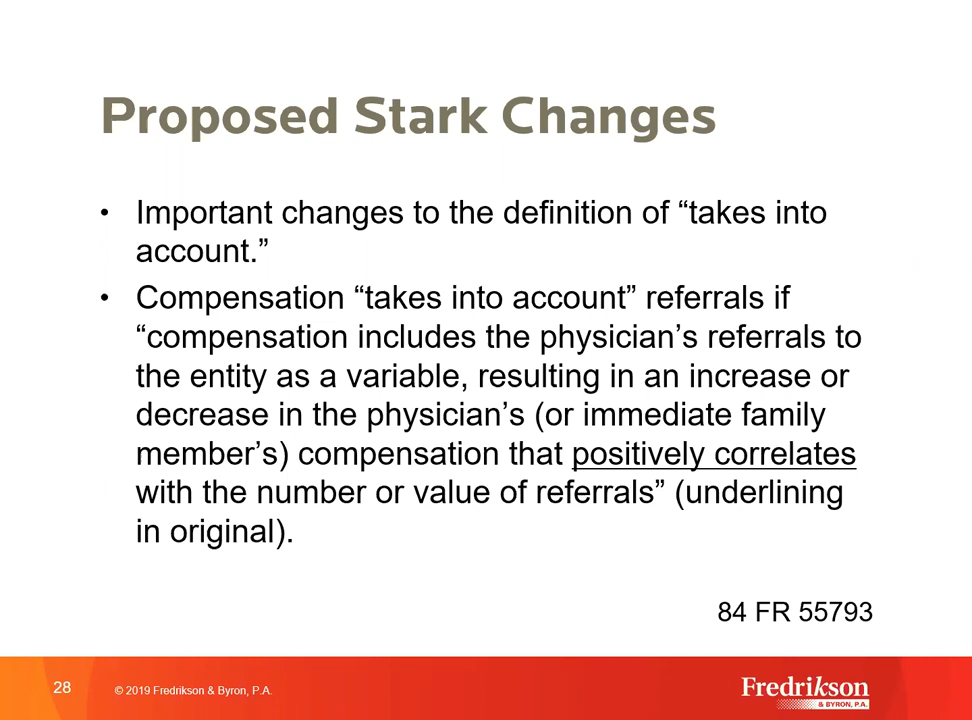 Proposed Stark Changes
• Important changes to the definition of “takes into
account.”
• Compensation “takes into account” referrals if
“compensation includes the physician’s referrals to
the entity as a variable, resulting in an increase or
decrease in the physician’s (or immediate family
member’s) compensation that positively correlates
with the number or value of referrals” (underlining
in original).
84 FR 55793
28
© 2019 Fredrikson & Byron, P.A.
Fredrikson
& BYRON, P.A.